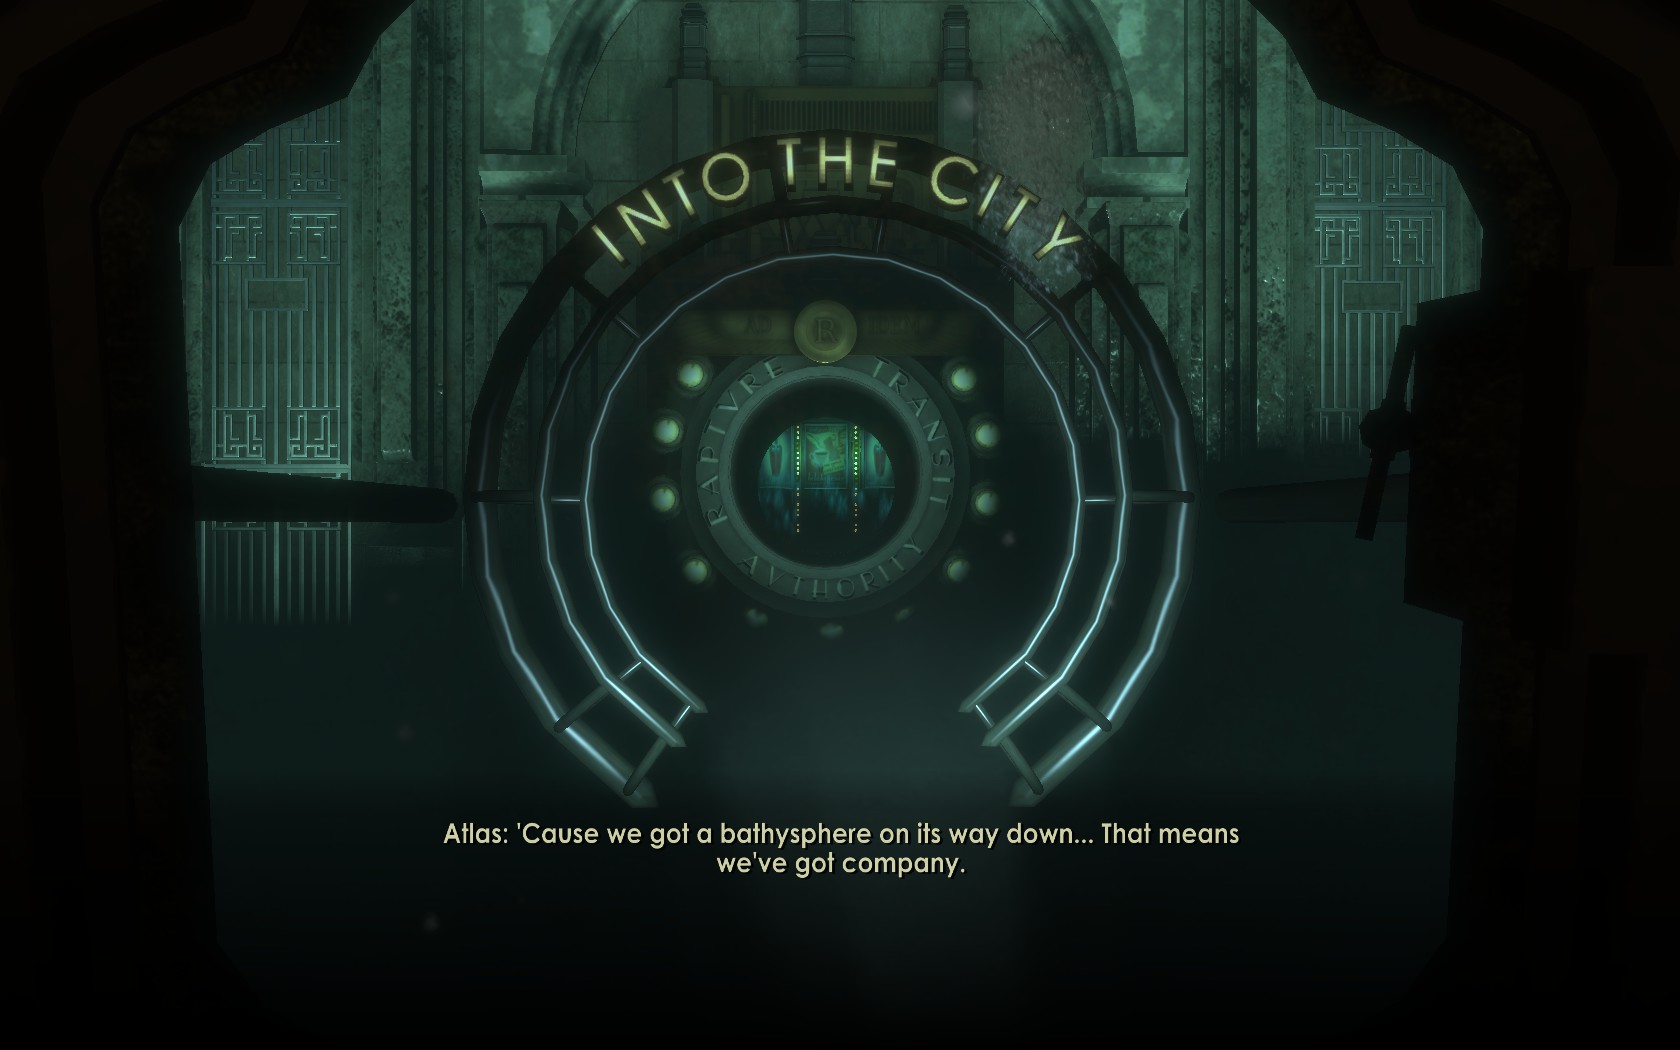 INTO THE CITY
R
RAPTVRE TRANSIT
AVTHORITY
Atlas: 'Cause we got a bathysphere on its way down... That means
we've got company.